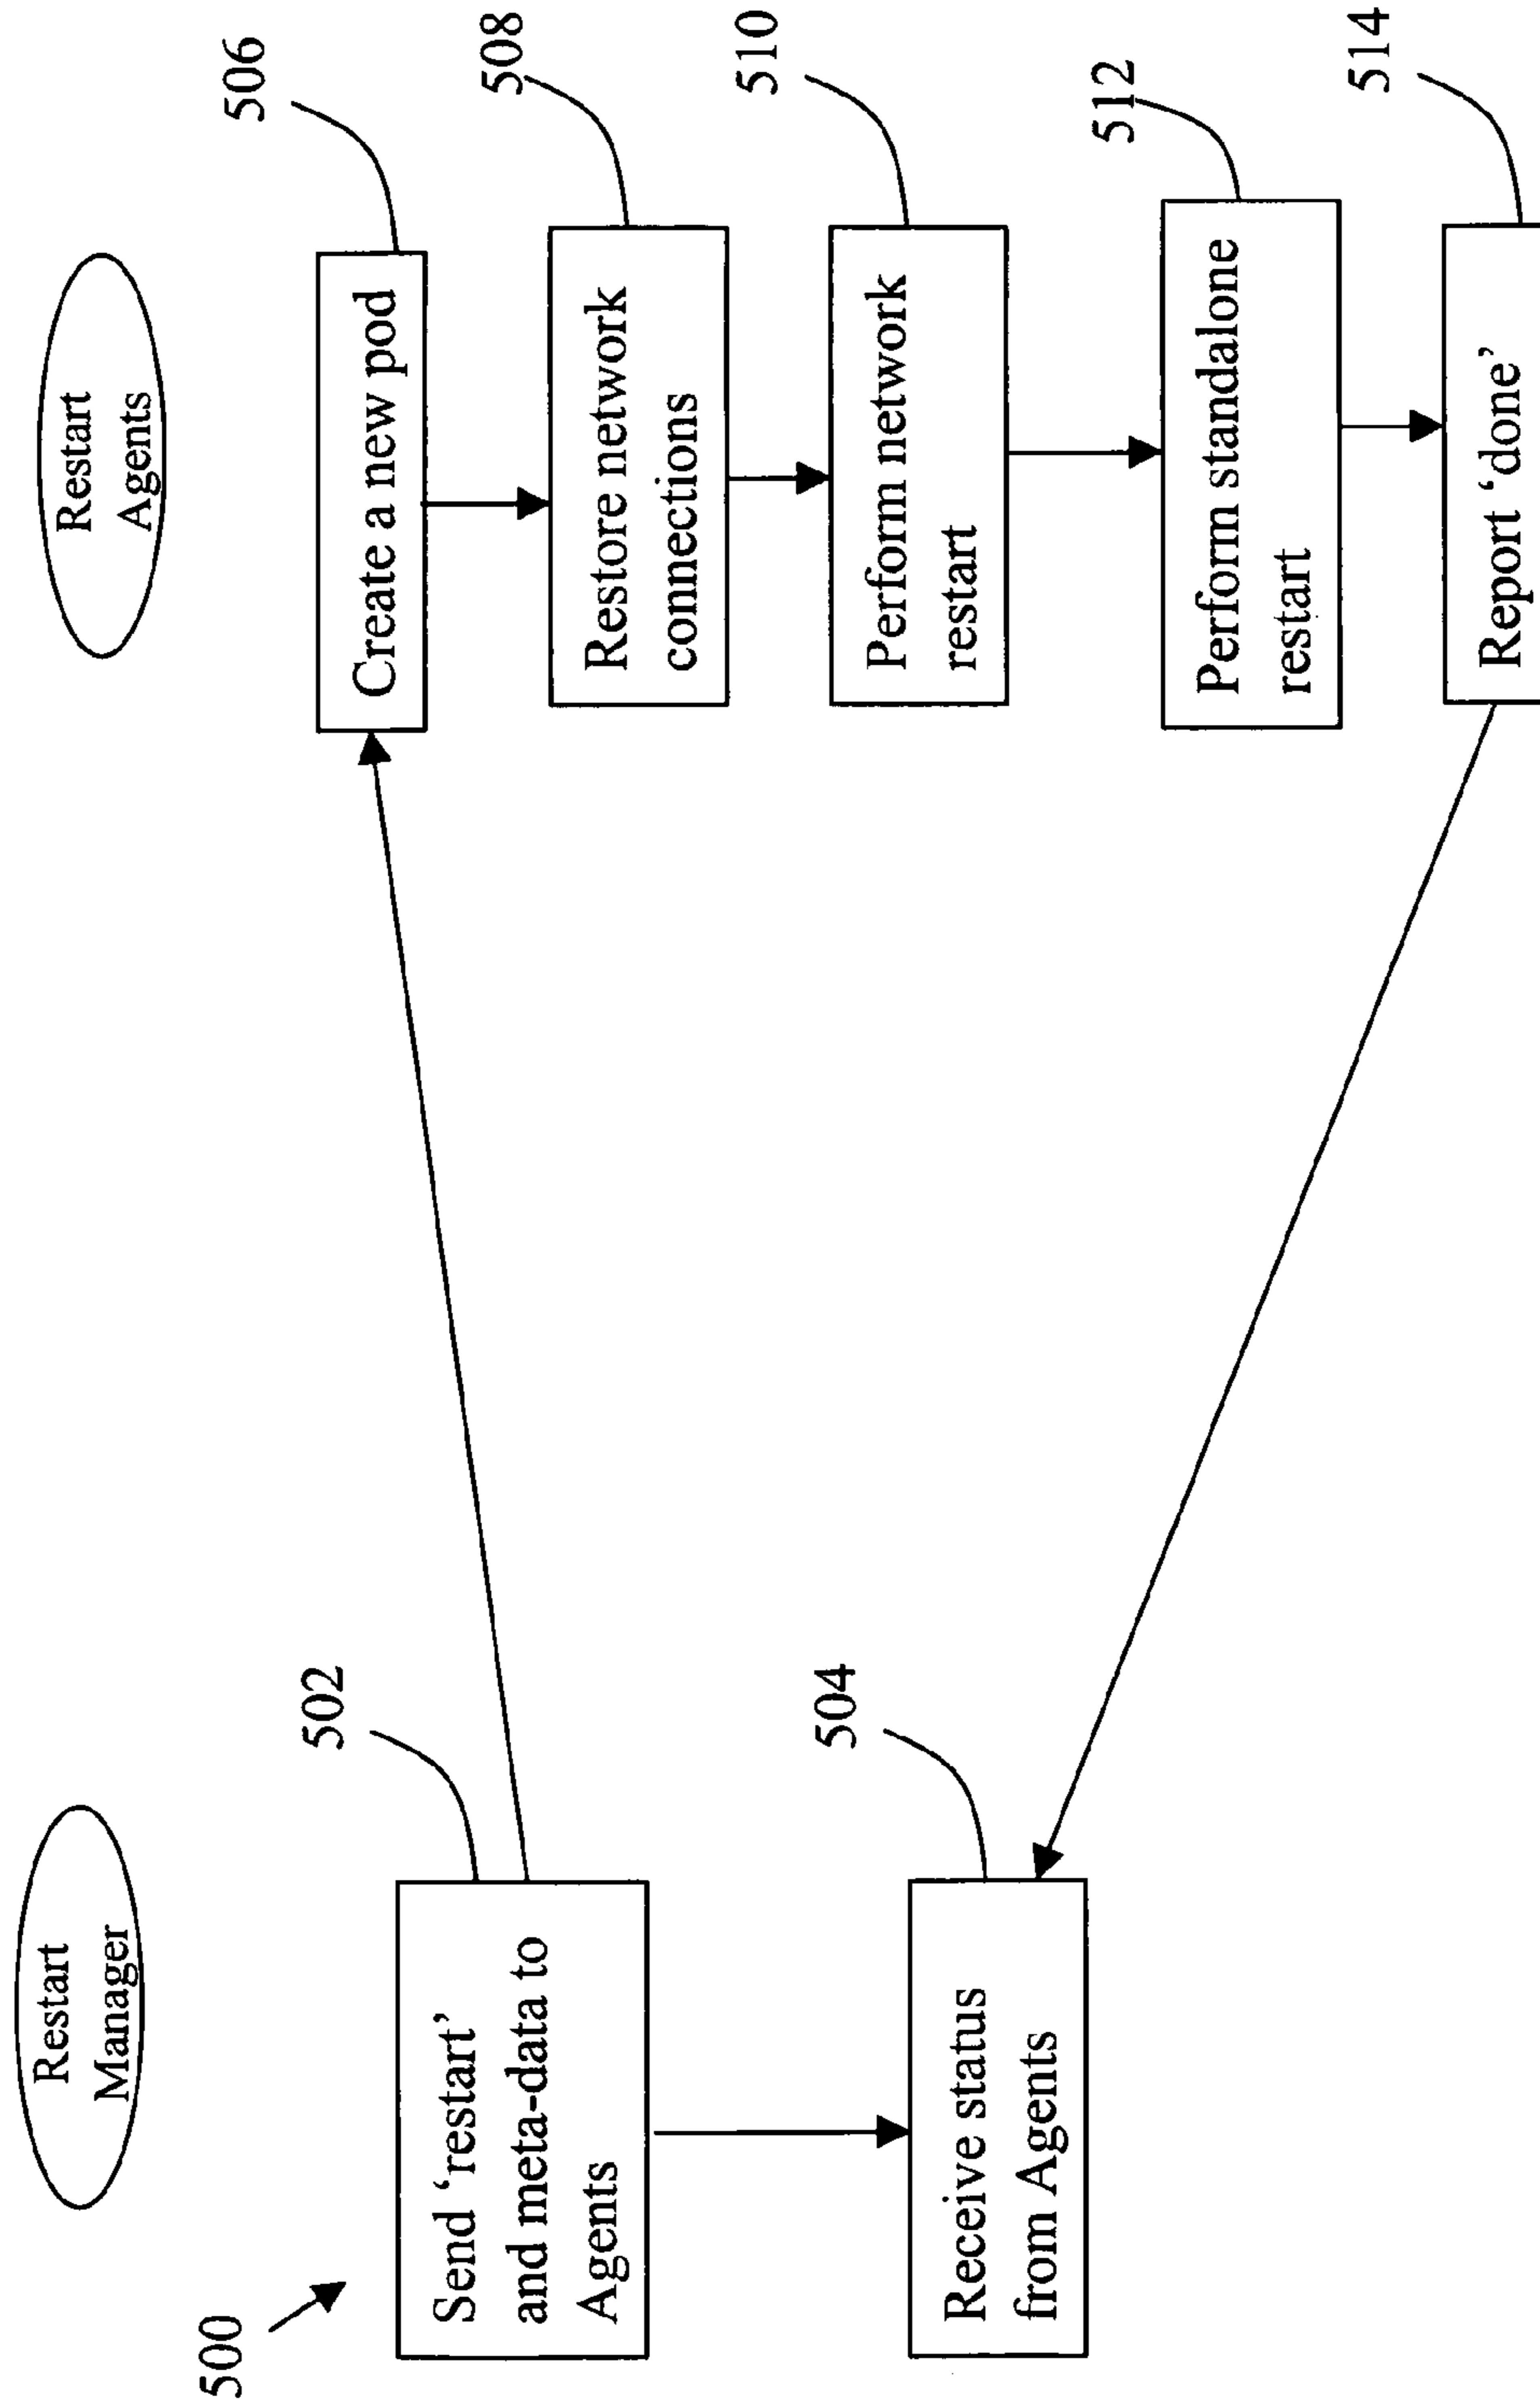 500
Restart
Manager
502
Send ‘restart’
and meta-data to
Agents
504
Receive status
from Agents
Restart
Agents
506
Create a new pod
508
Restore network
connections
510
Perform network
restart
512
Perform standalone
restart
514
Report ‘done’